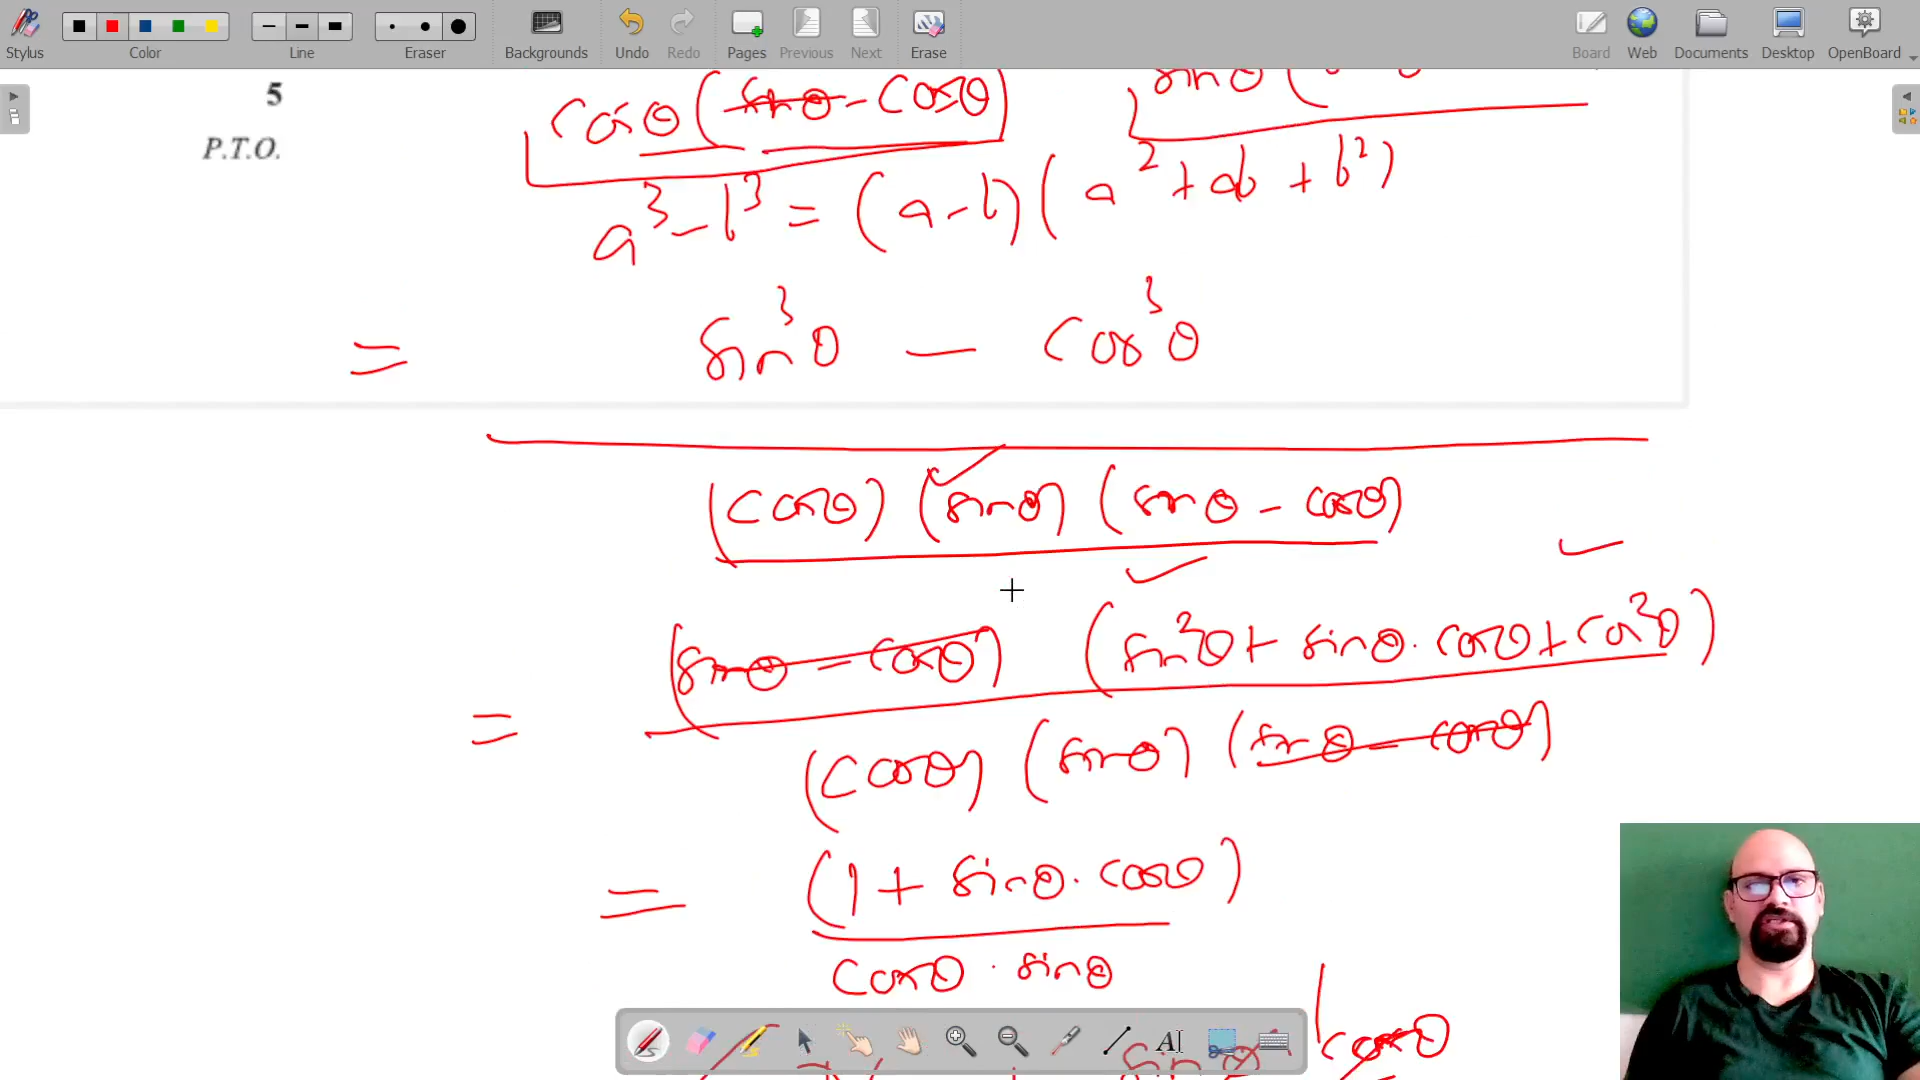 Stylus Color Line Eraser Backgrounds Undo Redo Pages Previous Next Erase Board Web Documents Desktop OpenBoard
5
P.T.O.
cosθ (sinθ - cosθ) sinθ (
a³ - b³ = (a - b) (a² + ab + b²)
= sin³θ - cos³θ
(cosθ) (sinθ) (sinθ - cosθ)
(sinθ - cosθ) (sin²θ + sinθ . cosθ + cos²θ)
=
(cosθ) (sinθ) (sinθ - cosθ)
= (1 + sinθ . cosθ)
cosθ . sinθ
cosθ